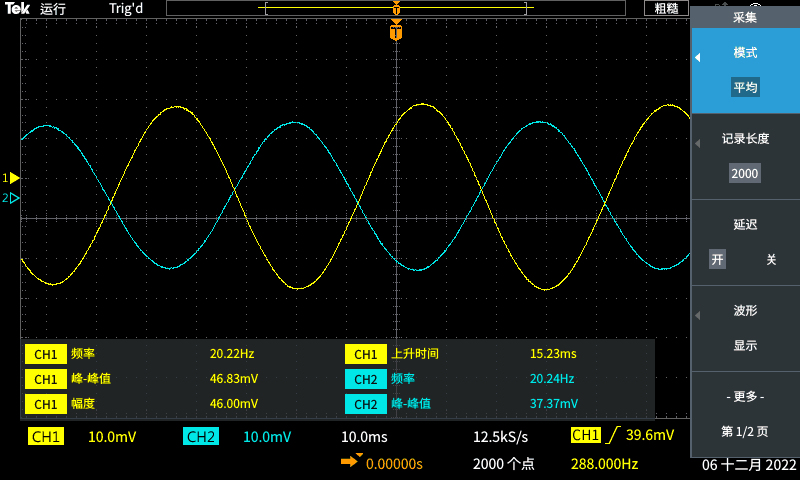 Tek 运行 Trig'd 粗糙
T
T
采集
模式
平均
记录长度
2000
延迟
开 关
波形
显示
- 更多 -
第 1/2 页
1
2
CH1 频率 20.22Hz CH1 上升时间 15.23ms
CH1 峰-峰值 46.83mV CH2 频率 20.24Hz
CH1 幅度 46.00mV CH2 峰-峰值 37.37mV
CH1 10.0mV CH2 10.0mV 10.0ms 12.5kS/s CH1 39.6mV
0.00000s 2000 个点 288.000Hz 06 十二月 2022